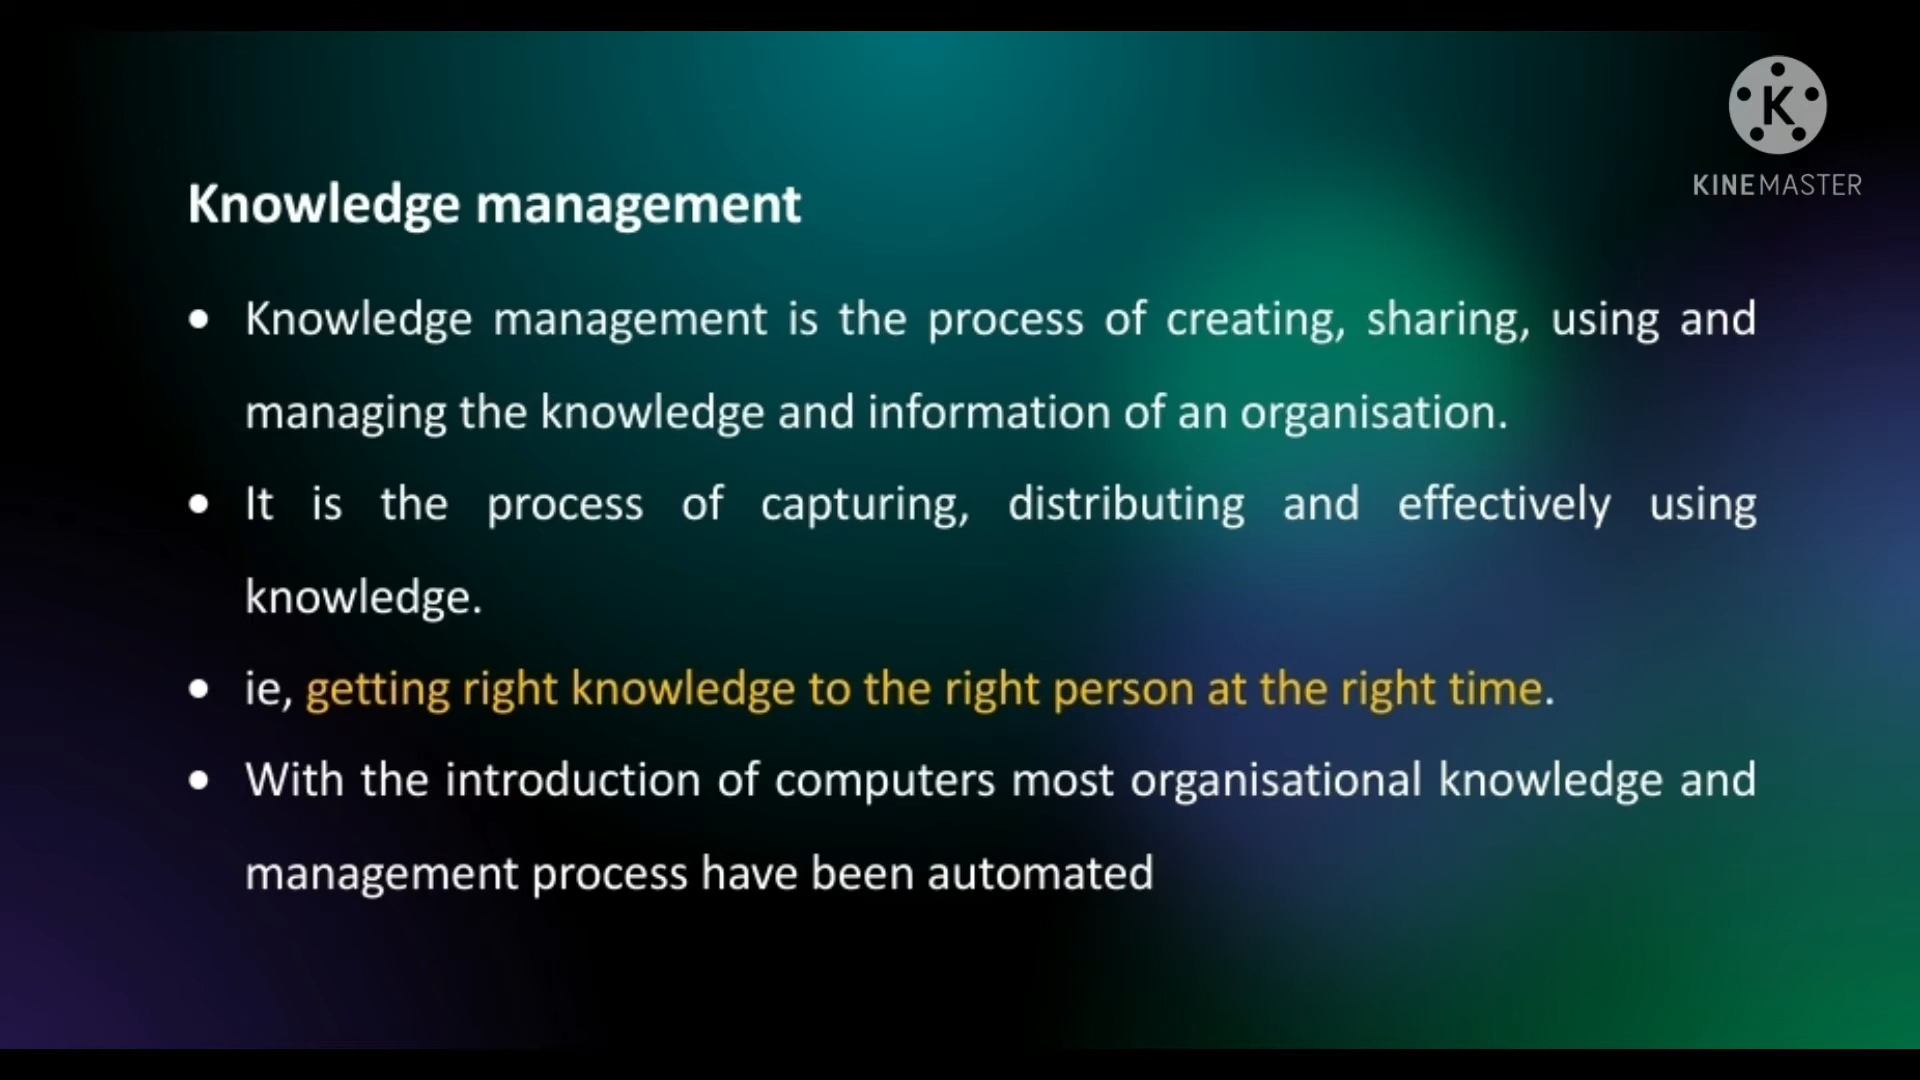 K
KINEMASTER
Knowledge management
• Knowledge management is the process of creating, sharing, using and
managing the knowledge and information of an organisation.
• It is the process of capturing, distributing and effectively using
knowledge.
• ie, getting right knowledge to the right person at the right time.
• With the introduction of computers most organisational knowledge and
management process have been automated